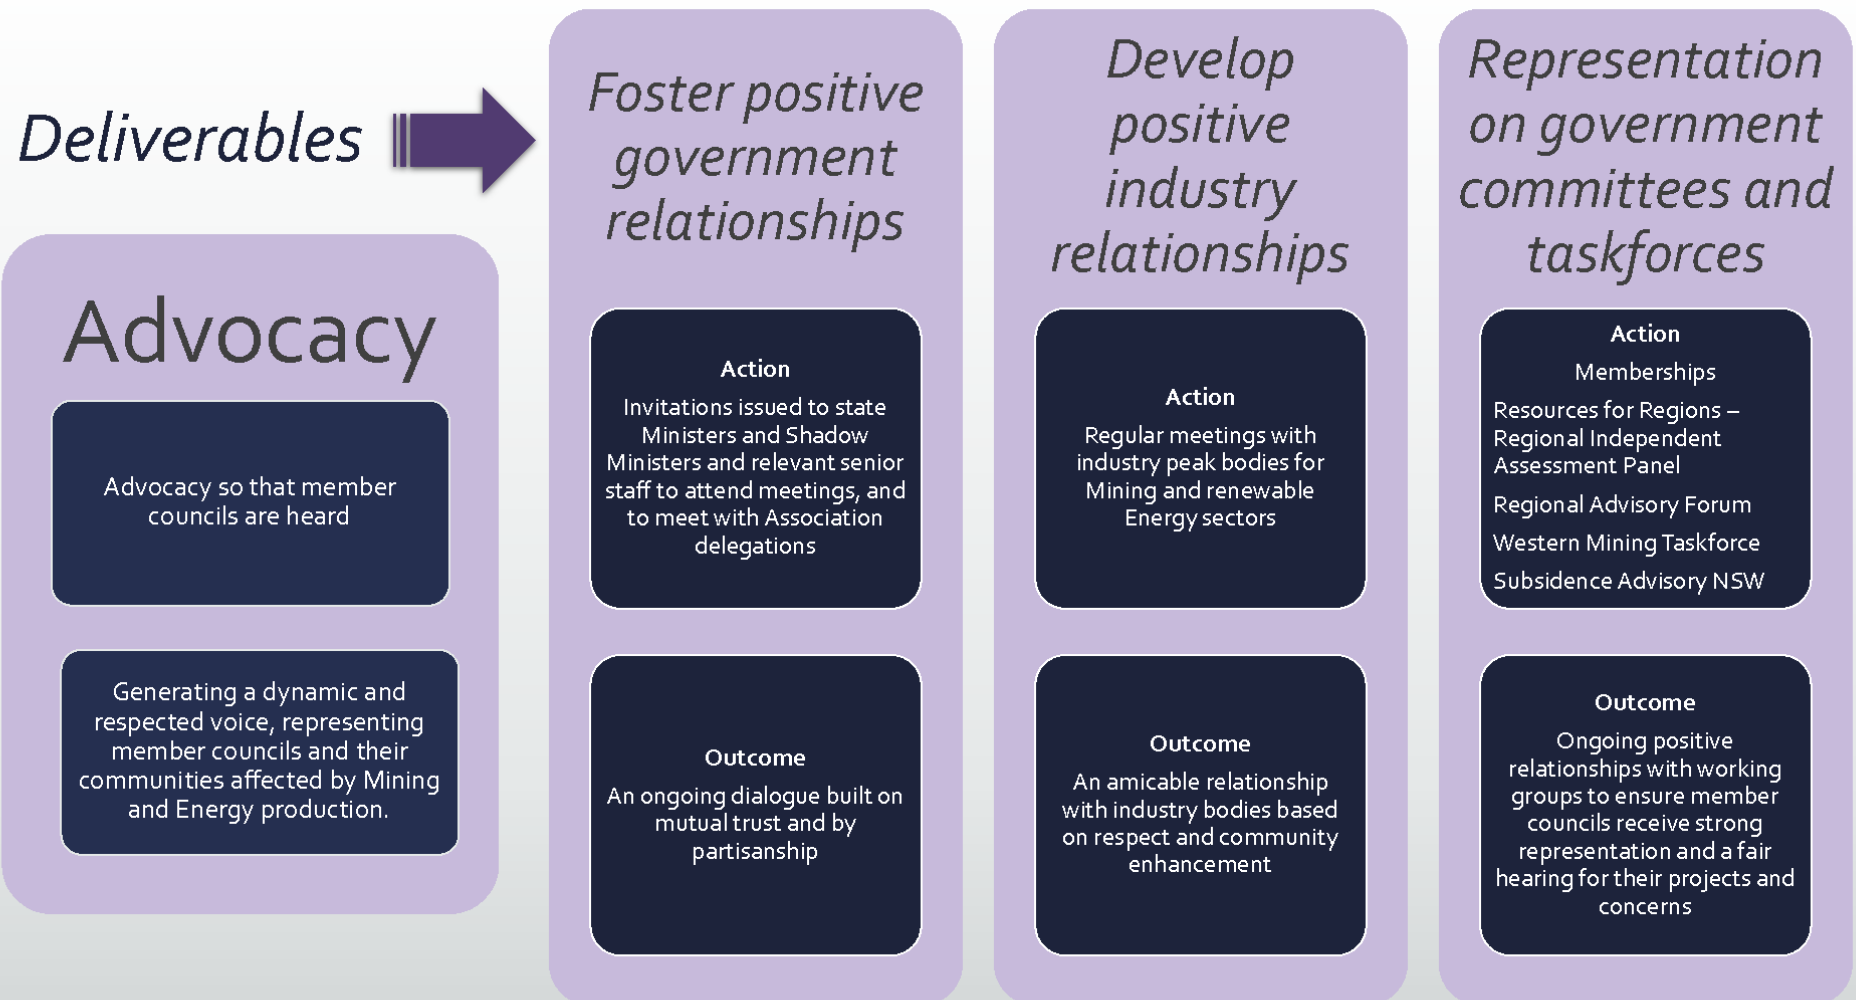 Deliverables
Advocacy
Advocacy so that member
councils are heard
Generating a dynamic and
respected voice, representing
member councils and their
communities affected by Mining
and Energy production.
Foster positive
government
relationships
Action
Invitations issued to state
Ministers and Shadow
Ministers and relevant senior
staff to attend meetings, and
to meet with Association
delegations
Outcome
An ongoing dialogue built on
mutual trust and by
partisanship
Develop
positive
industry
relationships
Action
Regular meetings with
industry peak bodies for
Mining and renewable
Energy sectors
Outcome
An amicable relationship
with industry bodies based
on respect and community
enhancement
Representation
on government
committees and
taskforces
Action
Memberships
Resources for Regions –
Regional Independent
Assessment Panel
Regional Advisory Forum
Western Mining Taskforce
Subsidence Advisory NSW
Outcome
Ongoing positive
relationships with working
groups to ensure member
councils receive strong
representation and a fair
hearing for their projects and
concerns